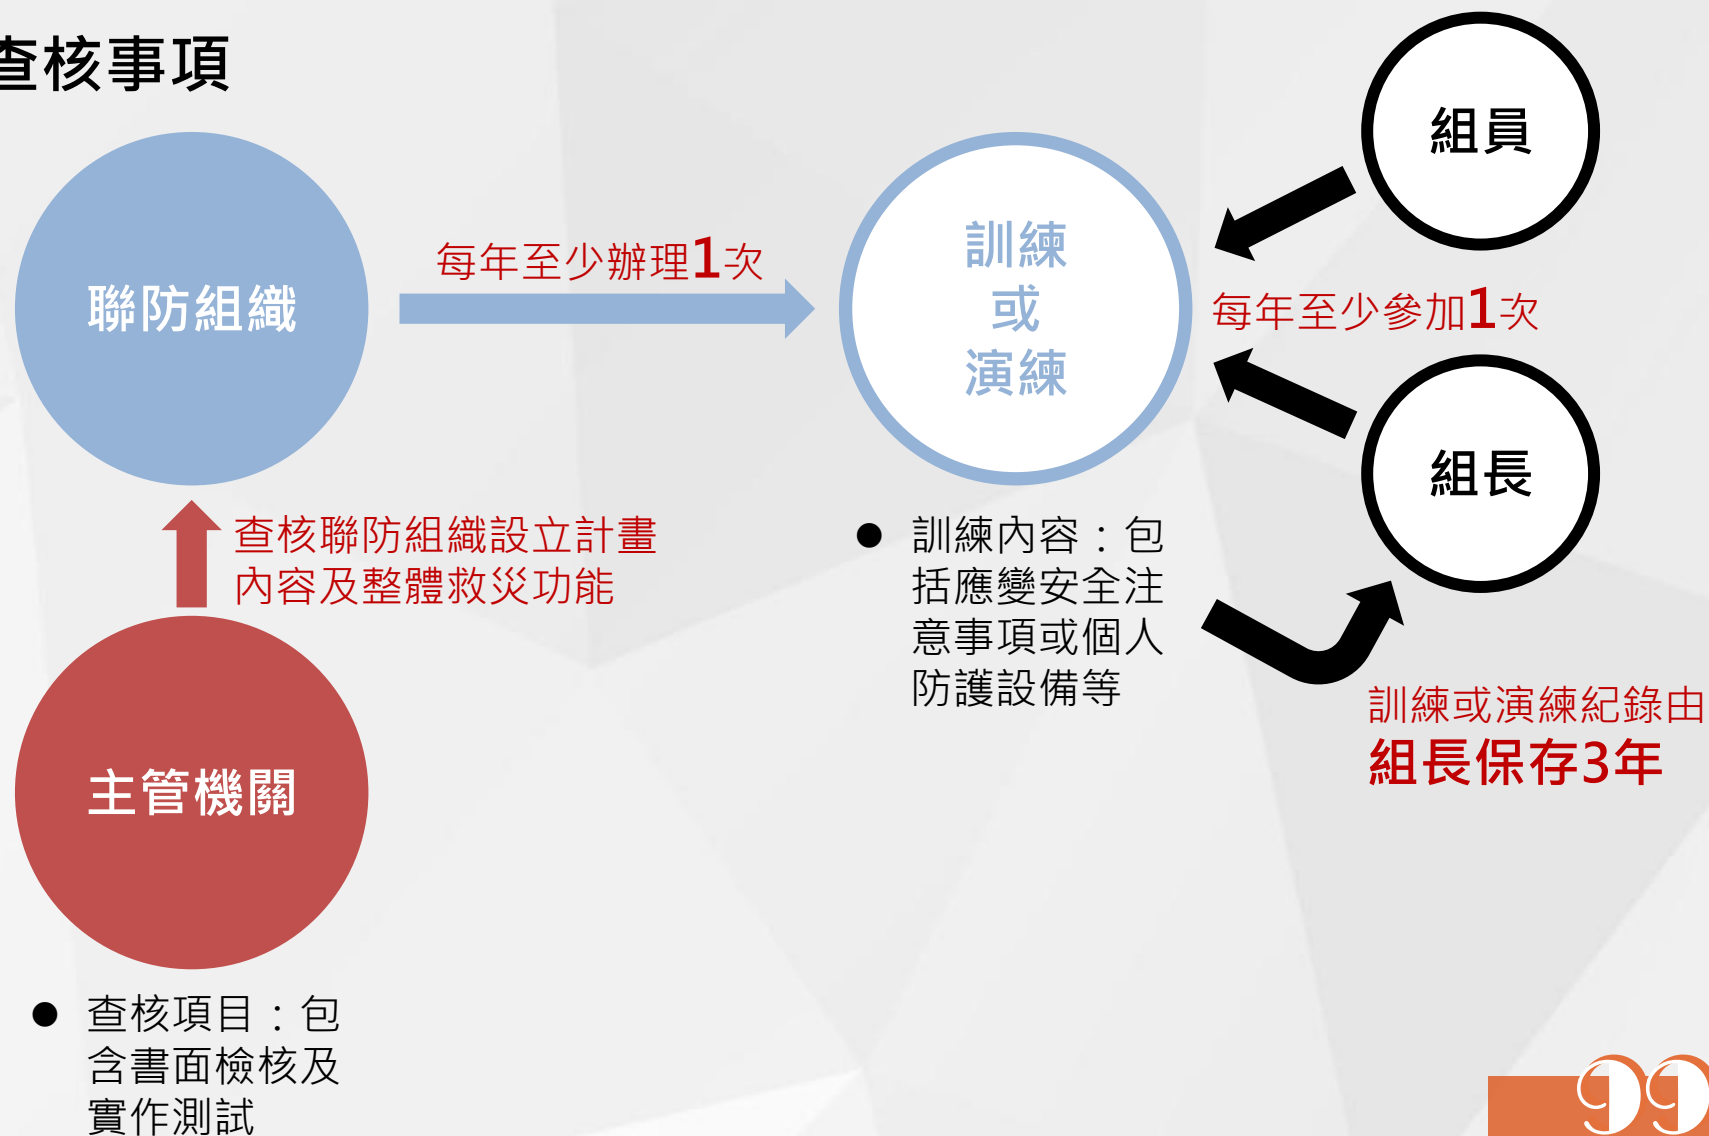 查核事項
組員
聯防組織
每年至少辦理1次
訓練
或
演練
每年至少參加1次
組長
查核聯防組織設立計畫
內容及整體救災功能
訓練內容：包
括應變安全注
意事項或個人
防護設備等
訓練或演練紀錄由
組長保存3年
主管機關
查核項目：包
含書面檢核及
實作測試
99